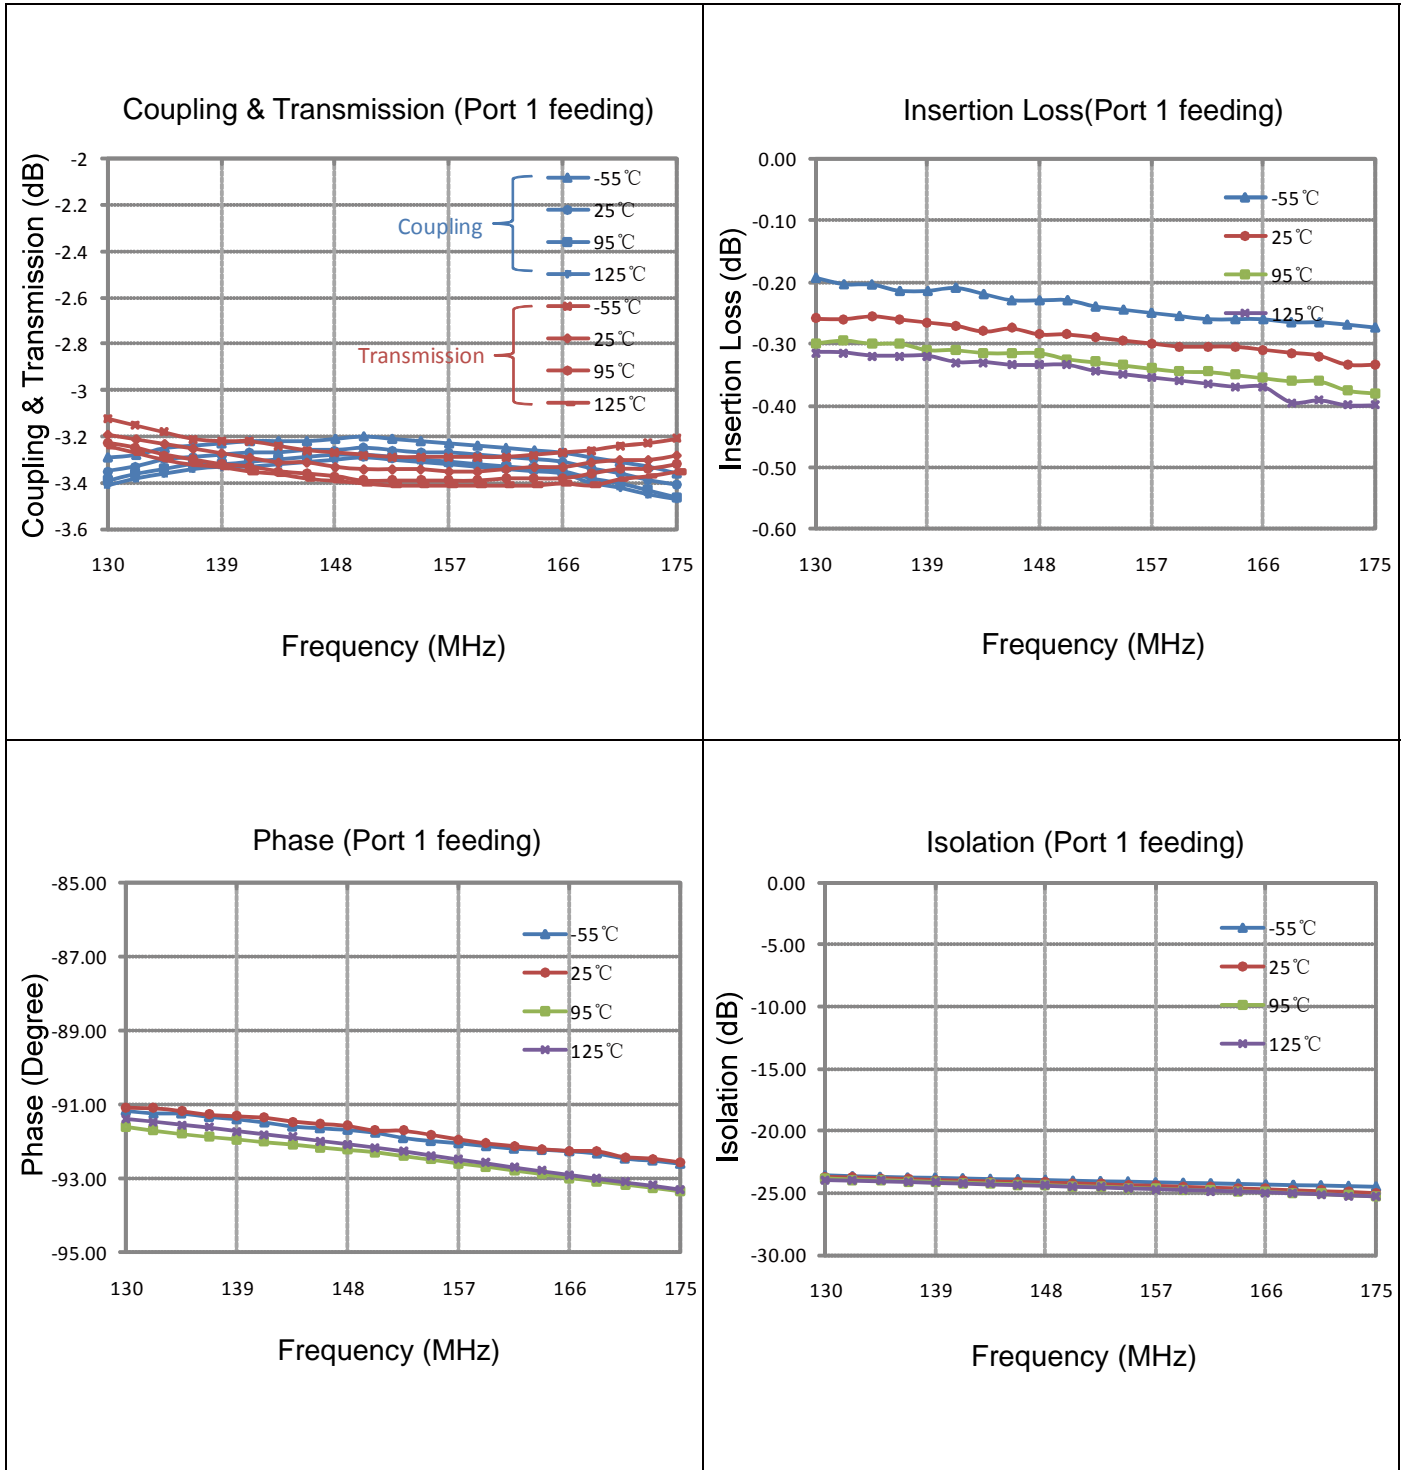 Coupling & Transmission (Port 1 feeding)
Coupling & Transmission (dB)
-2
-2.2
-2.4
-2.6
-2.8
-3
-3.2
-3.4
-3.6
Coupling
-55℃
25℃
95℃
125℃
Transmission
-55℃
25℃
95℃
125℃
130 139 148 157 166 175
Frequency (MHz)
Insertion Loss(Port 1 feeding)
Insertion Loss (dB)
0.00
-0.10
-0.20
-0.30
-0.40
-0.50
-0.60
-55℃
25℃
95℃
125℃
130 139 148 157 166 175
Frequency (MHz)
Phase (Port 1 feeding)
Phase (Degree)
-85.00
-87.00
-89.00
-91.00
-93.00
-95.00
-55℃
25℃
95℃
125℃
130 139 148 157 166 175
Frequency (MHz)
Isolation (Port 1 feeding)
Isolation (dB)
0.00
-5.00
-10.00
-15.00
-20.00
-25.00
-30.00
-55℃
25℃
95℃
125℃
130 139 148 157 166 175
Frequency (MHz)